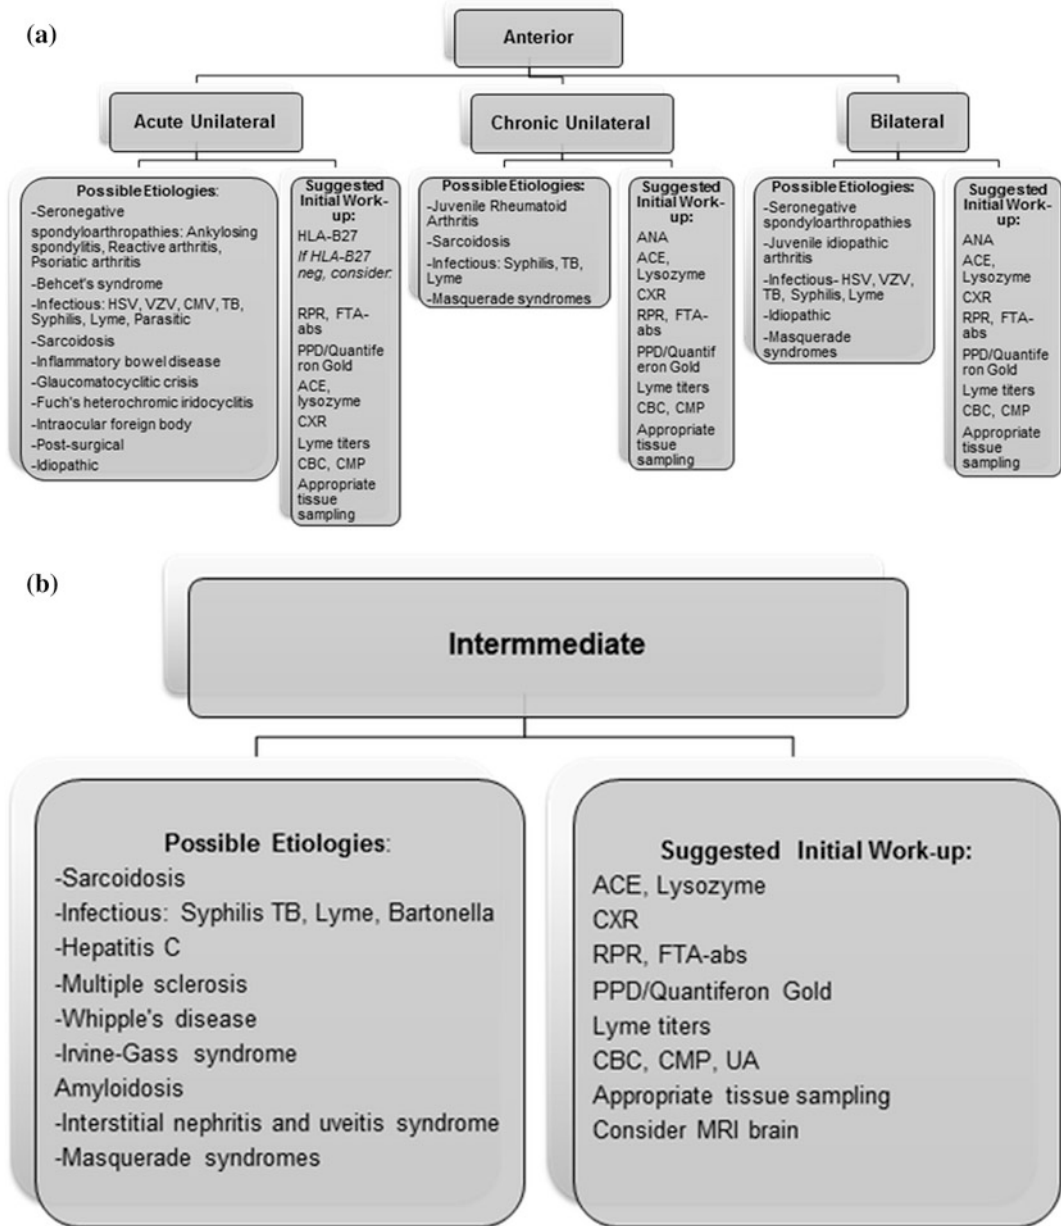 (a)
Anterior
Acute Unilateral
Chronic Unilateral
Bilateral
Possible Etiologies:
-Seronegative
spondyloarthropathies: Ankylosing
spondylitis, Reactive arthritis,
Psoriatic arthritis
-Behcet's syndrome
-Infectious: HSV, VZV, CMV, TB,
Syphilis, Lyme, Parasitic
-Sarcoidosis
-Inflammatory bowel disease
-Glaucomatocyclitic crisis
-Fuch's heterochromic iridocyclitis
-Intraocular foreign body
-Post-surgical
-Idiopathic
Suggested
Initial Work-
up:
HLA-B27
If HLA-B27
neg, consider:
RPR, FTA-
abs
PPD/Quantife
ron Gold
ACE,
lysozyme
CXR
Lyme titers
CBC, CMP
Appropriate
tissue
sampling
Possible Etiologies:
-Juvenile Rheumatoid
Arthritis
-Sarcoidosis
-Infectious: Syphilis, TB,
Lyme
-Masquerade syndromes
Suggested
Initial Work-
up:
ANA
ACE,
Lysozyme
CXR
RPR, FTA-
abs
PPD/Quantif
eron Gold
Lyme titers
CBC, CMP
Appropriate
tissue
sampling
Possible Etiologies:
-Seronegative
spondyloarthropathies
-Juvenile idiopathic
arthritis
-Infectious- HSV, VZV,
TB, Syphilis, Lyme
-Idiopathic
-Masquerade
syndromes
Suggested
Initial Work-
up:
ANA
ACE,
Lysozyme
CXR
RPR, FTA-
abs
PPD/Quantife
ron Gold
Lyme titers
CBC, CMP
Appropriate
tissue
sampling
(b)
Intermmediate
Possible Etiologies:
-Sarcoidosis
-Infectious: Syphilis TB, Lyme, Bartonella
-Hepatitis C
-Multiple sclerosis
-Whipple's disease
-Irvine-Gass syndrome
Amyloidosis
-Interstitial nephritis and uveitis syndrome
-Masquerade syndromes
Suggested Initial Work-up:
ACE, Lysozyme
CXR
RPR, FTA-abs
PPD/Quantiferon Gold
Lyme titers
CBC, CMP, UA
Appropriate tissue sampling
Consider MRI brain